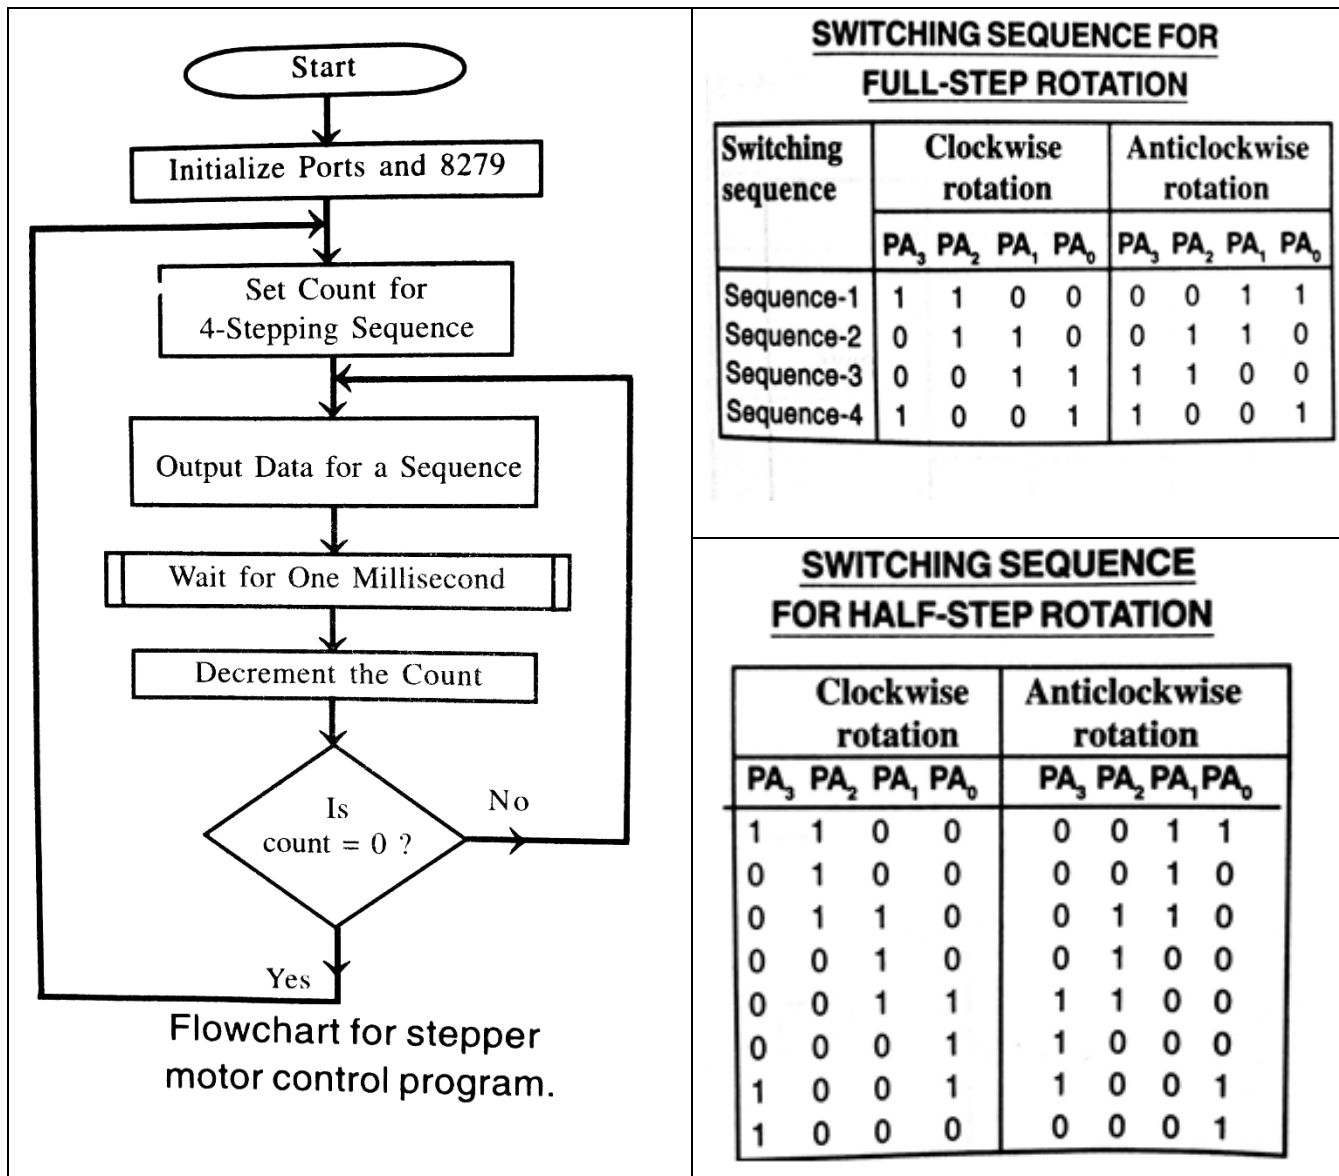 Start
Initialize Ports and 8279
Set Count for
4-Stepping Sequence
Output Data for a Sequence
Wait for One Millisecond
Decrement the Count
Is
count = 0 ?
No
Yes
Flowchart for stepper
motor control program.
SWITCHING SEQUENCE FOR
FULL-STEP ROTATION
Switching Clockwise Anticlockwise
sequence rotation rotation
PA₃ PA₂ PA₁ PA₀ PA₃ PA₂ PA₁ PA₀
Sequence-1 1 1 0 0 0 0 1 1
Sequence-2 0 1 1 0 0 1 1 0
Sequence-3 0 0 1 1 1 1 0 0
Sequence-4 1 0 0 1 1 0 0 1
SWITCHING SEQUENCE
FOR HALF-STEP ROTATION
Clockwise Anticlockwise
rotation rotation
PA₃ PA₂ PA₁ PA₀ PA₃ PA₂ PA₁ PA₀
1 1 0 0 0 0 1 1
0 1 0 0 0 0 1 0
0 1 1 0 0 1 1 0
0 0 1 0 0 1 0 0
0 0 1 1 1 1 0 0
0 0 0 1 1 0 0 0
1 0 0 1 1 0 0 1
1 0 0 0 0 0 0 1